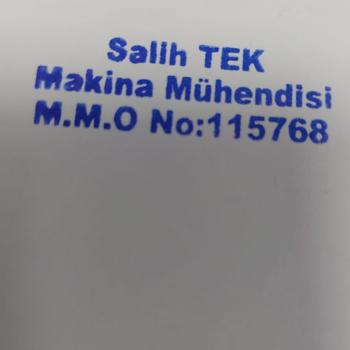 Salih TEK
Makina Mühendisi
M.M.O No:115768